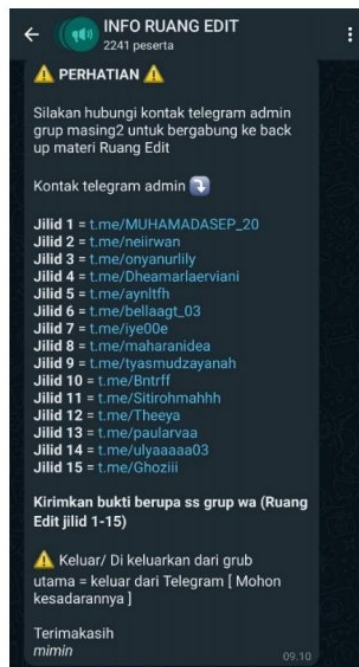 INFO RUANG EDIT
2241 peserta
⚠️ PERHATIAN ⚠️
Silakan hubungi kontak telegram admin
grup masing2 untuk bergabung ke back
up materi Ruang Edit
Kontak telegram admin ⤵️
Jilid 1 = t.me/MUHAMADASEP_20
Jilid 2 = t.me/neiirwan
Jilid 3 = t.me/onyanurlily
Jilid 4 = t.me/Dheamarlaerviani
Jilid 5 = t.me/aynltfh
Jilid 6 = t.me/bellaagt_03
Jilid 7 = t.me/iye00e
Jilid 8 = t.me/maharanidea
Jilid 9 = t.me/tyasmudzayanah
Jilid 10 = t.me/Bntrff
Jilid 11 = t.me/Sitirohmahhh
Jilid 12 = t.me/Theeya
Jilid 13 = t.me/paularvaa
Jilid 14 = t.me/ulyaaaaa03
Jilid 15 = t.me/Ghoziii
Kirimkan bukti berupa ss grup wa (Ruang
Edit jilid 1-15)
⚠️ Keluar/ Di keluarkan dari grub
utama = keluar dari Telegram [ Mohon
kesadarannya ]
Terimakasih
mimin
09.10